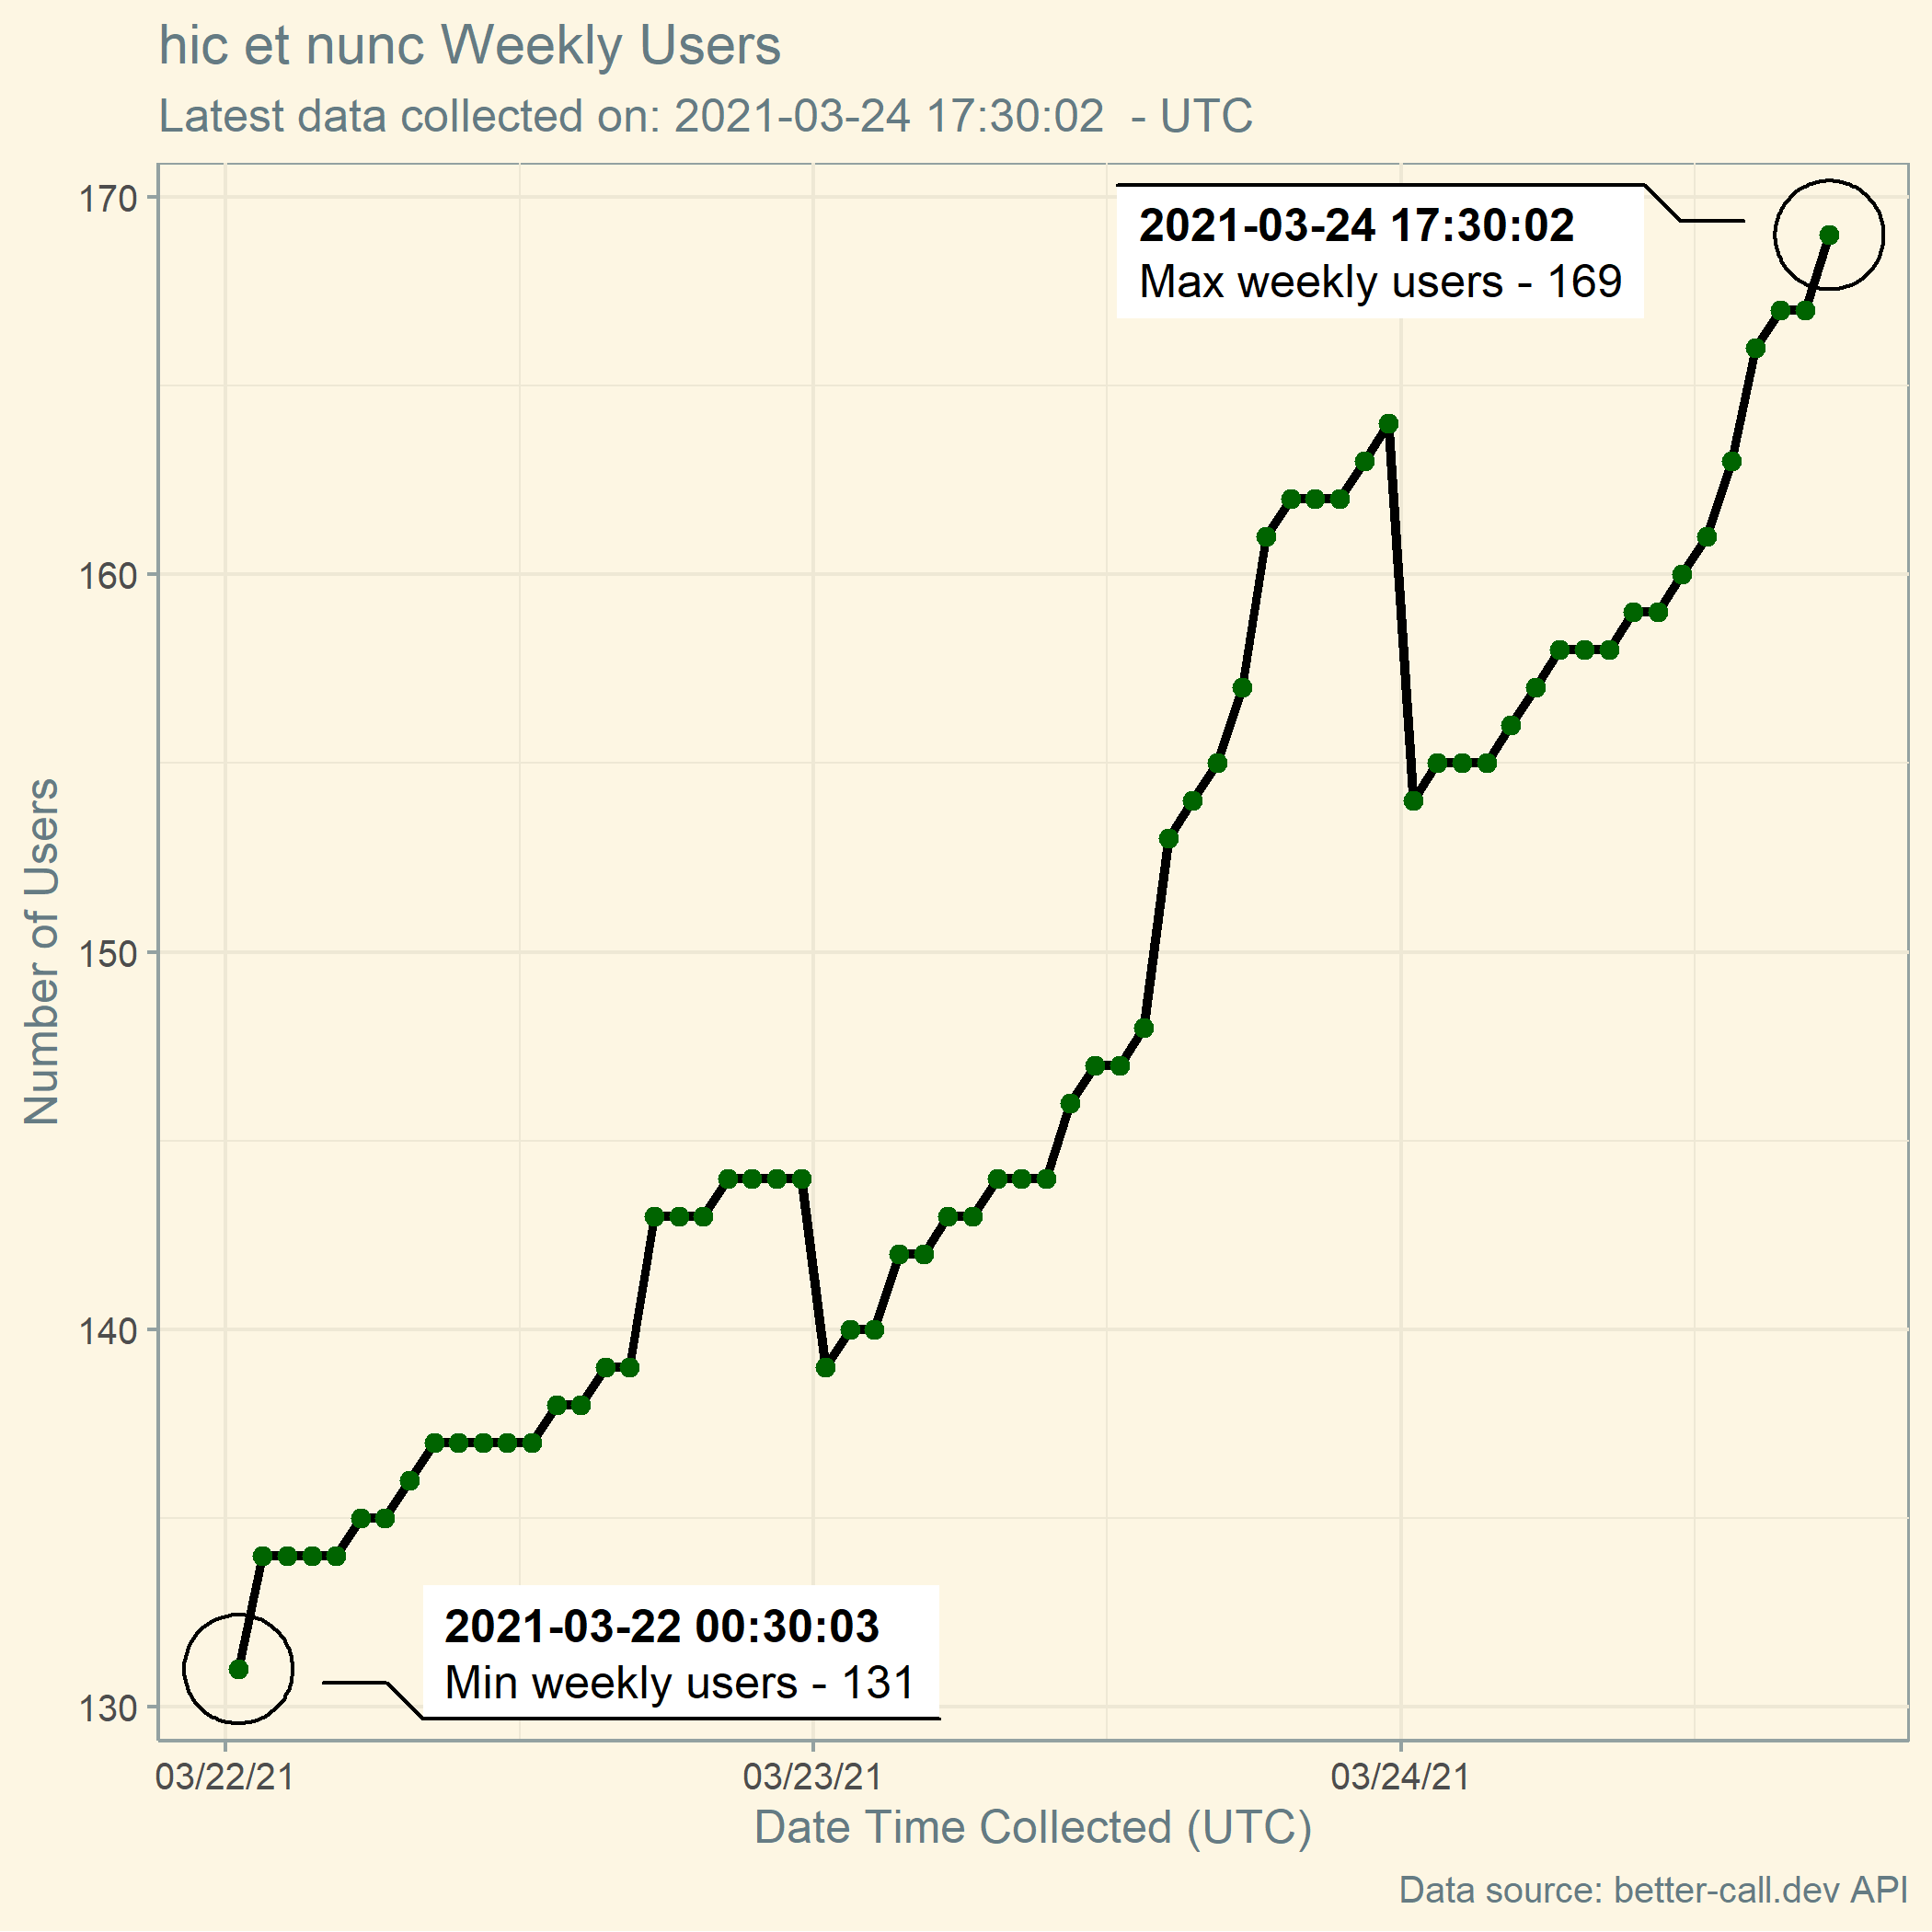 hic et nunc Weekly Users
Latest data collected on: 2021-03-24 17:30:02  - UTC
170
160
150
140
130
Number of Users
2021-03-24 17:30:02
Max weekly users - 169
2021-03-22 00:30:03
Min weekly users - 131
03/22/21
03/23/21
03/24/21
Date Time Collected (UTC)
Data source: better-call.dev API